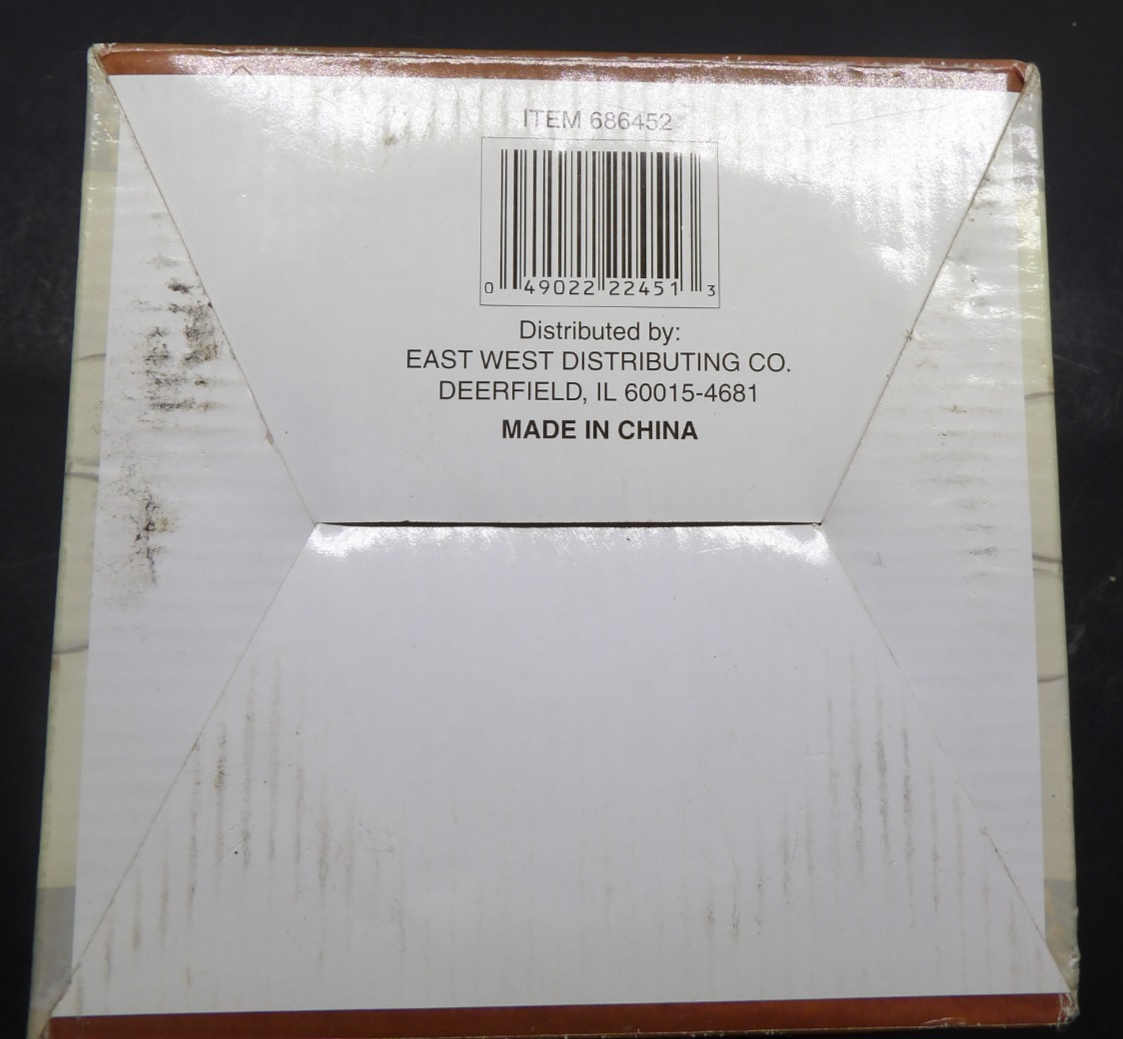 ITEM 686452
0 49022 22451 3
Distributed by:
EAST WEST DISTRIBUTING CO.
DEERFIELD, IL 60015-4681
MADE IN CHINA